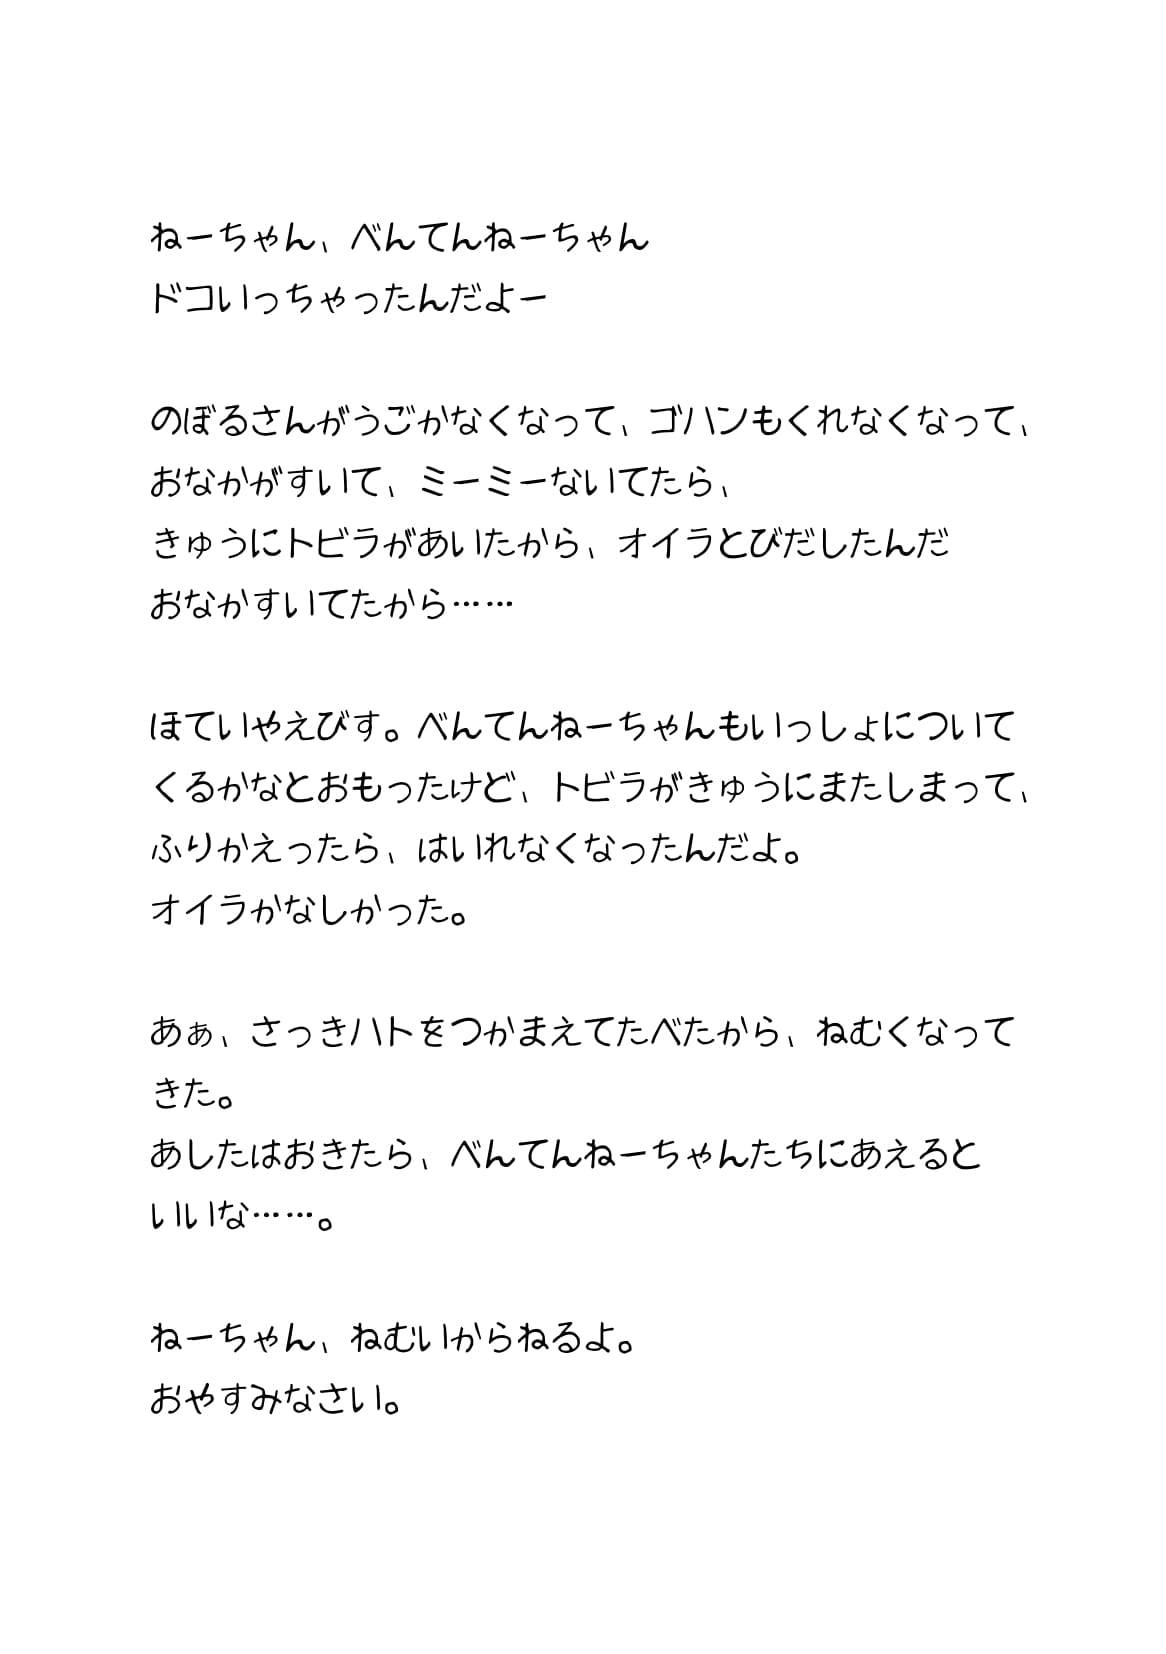 ねーちゃん、べんてんねーちゃん
ドコいっちゃったんだよー
のぼるさんがうごかなくなって、ゴハンもくれなくなって、
おなかがすいて、ミーミーないてたら、
きゅうにトビラがあいたから、オイラとびだしたんだ
おなかすいてたから……
ほていやえびす。べんてんねーちゃんもいっしょについて
くるかなとおもったけど、トビラがきゅうにまたしまって、
ふりかえったら、はいれなくなったんだよ。
オイラかなしかった。
あぁ、さっきハトをつかまえてたべたから、ねむくなって
きた。
あしたはおきたら、べんてんねーちゃんたちにあえると
いいな……。
ねーちゃん、ねむいからねるよ。
おやすみなさい。